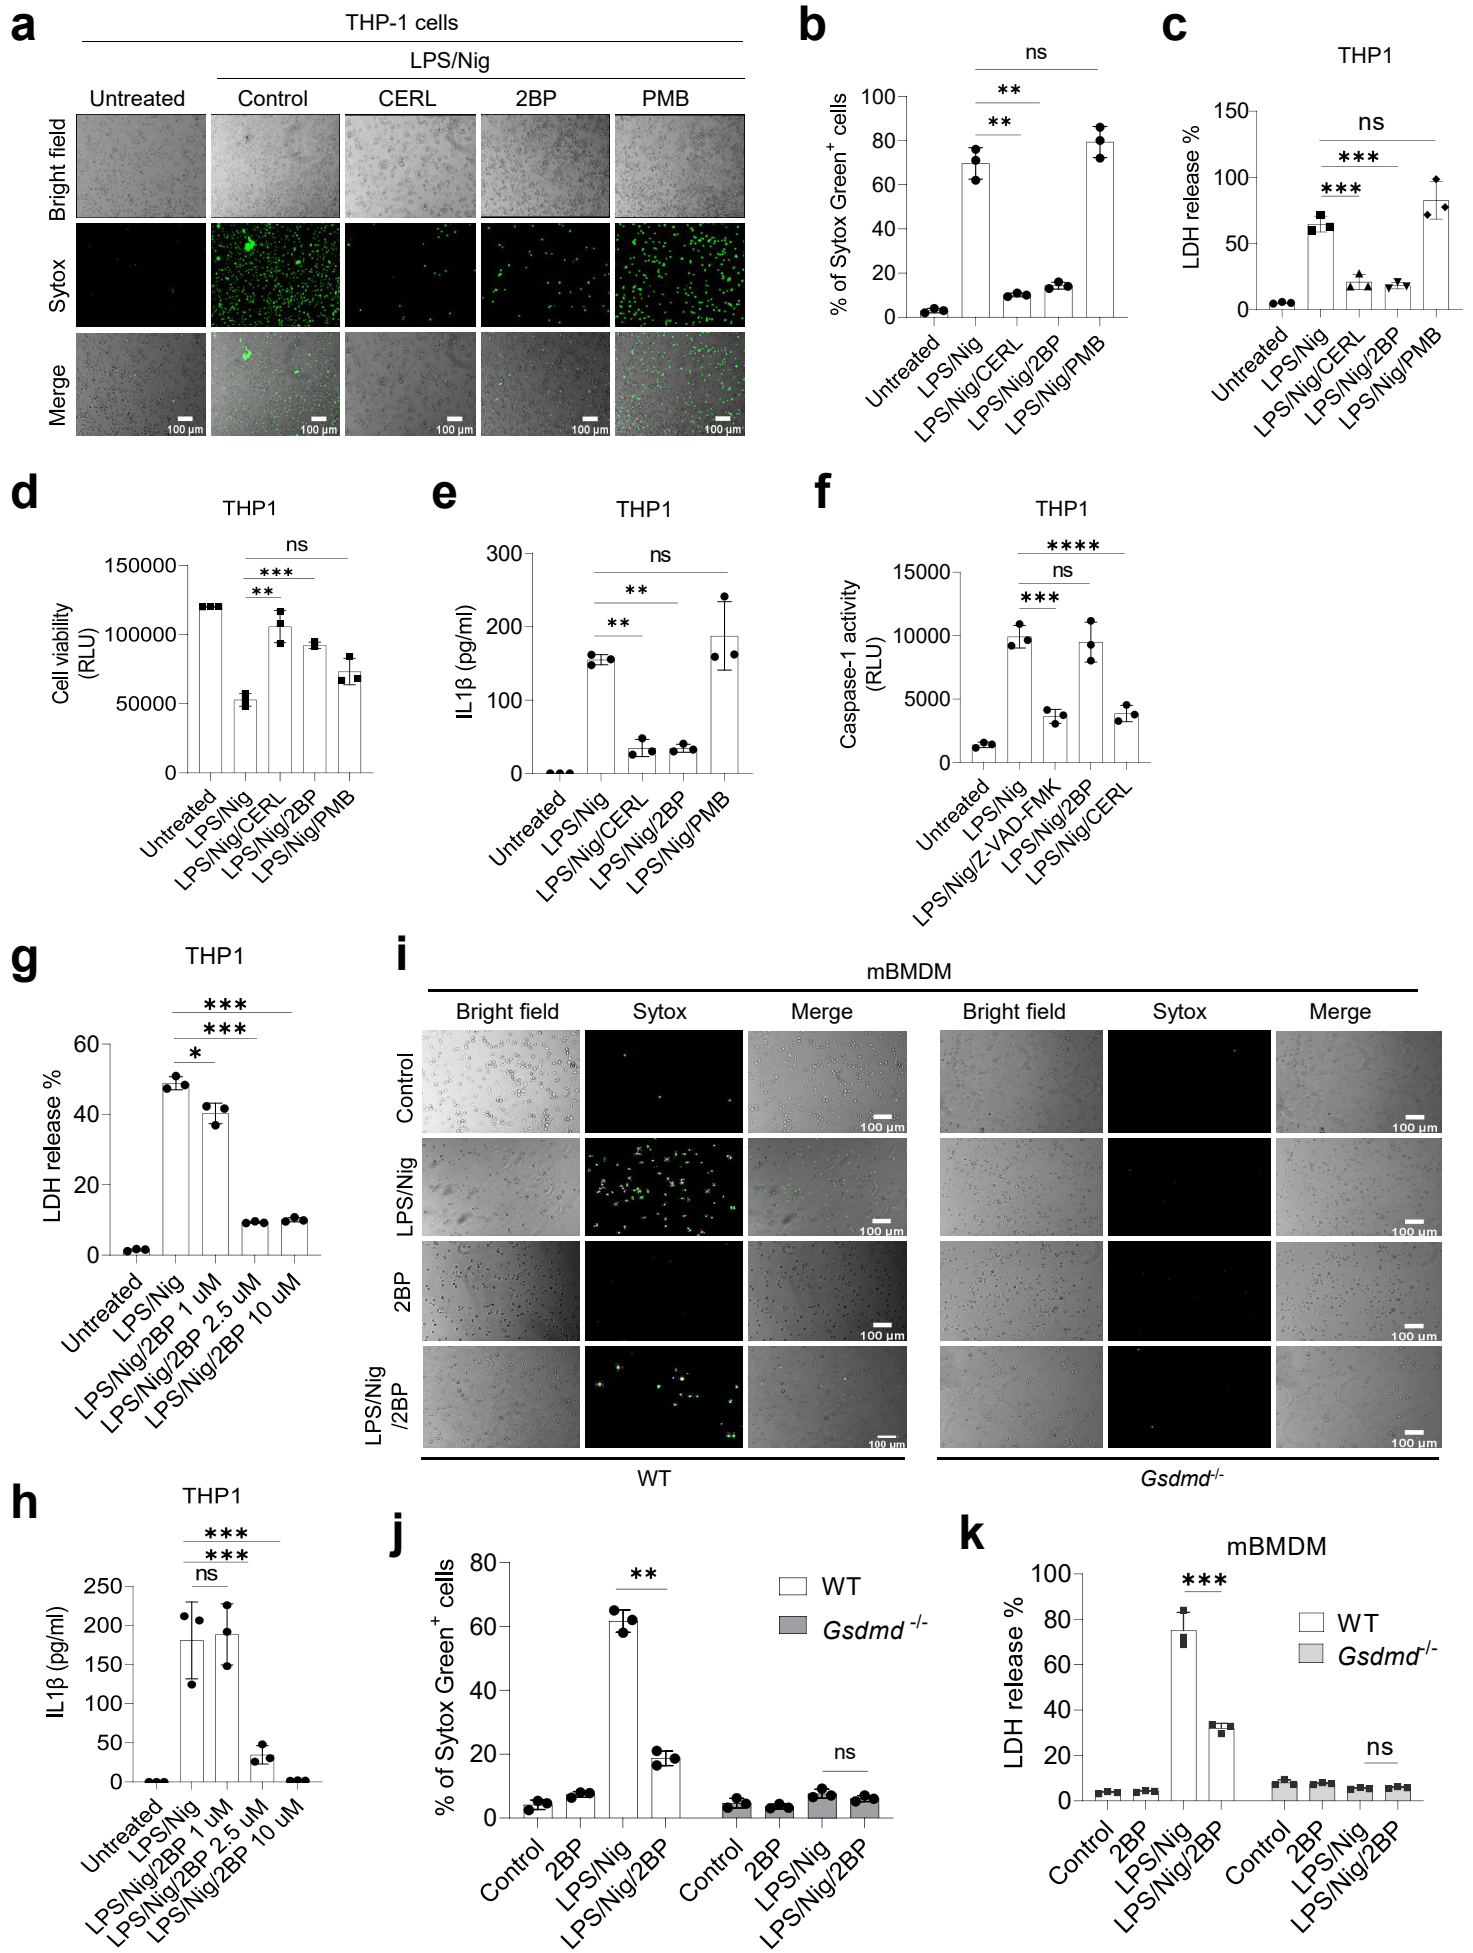 a
THP-1 cells
LPS/Nig
Untreated Control CERL 2BP PMB
Bright field
Sytox
Merge
100 µm 100 µm 100 µm 100 µm 100 µm
b
% of Sytox Green+ cells
100
80
60
40
20
0
ns
**
**
Untreated
LPS/Nig
LPS/Nig/CERL
LPS/Nig/2BP
LPS/Nig/PMB
c
THP1
LDH release %
150
100
50
0
ns
***
***
Untreated
LPS/Nig
LPS/Nig/CERL
LPS/Nig/2BP
LPS/Nig/PMB
d
THP1
Cell viability
(RLU)
150000
100000
50000
0
ns
***
**
Untreated
LPS/Nig
LPS/Nig/CERL
LPS/Nig/2BP
LPS/Nig/PMB
e
THP1
IL1β (pg/ml)
300
200
100
0
ns
**
**
Untreated
LPS/Nig
LPS/Nig/CERL
LPS/Nig/2BP
LPS/Nig/PMB
f
THP1
Caspase-1 activity
(RLU)
15000
10000
5000
0
****
ns
***
Untreated
LPS/Nig
LPS/Nig/Z-VAD-FMK
LPS/Nig/2BP
LPS/Nig/CERL
g
THP1
LDH release %
60
40
20
0
***
***
*
Untreated
LPS/Nig
LPS/Nig/2BP 1 uM
LPS/Nig/2BP 2.5 uM
LPS/Nig/2BP 10 uM
i
mBMDM
Bright field Sytox Merge Bright field Sytox Merge
Control
100 µm 100 µm
LPS/Nig
100 µm 100 µm
2BP
100 µm 100 µm
LPS/Nig
/2BP
100 µm 100 µm
WT Gsdmd-/-
h
THP1
IL1β (pg/ml)
250
200
150
100
50
0
***
***
ns
Untreated
LPS/Nig
LPS/Nig/2BP 1 uM
LPS/Nig/2BP 2.5 uM
LPS/Nig/2BP 10 uM
j
% of Sytox Green+ cells
80
60
40
20
0
**
ns
WT
Gsdmd -/-
Control
2BP
LPS/Nig
LPS/Nig/2BP
Control
2BP
LPS/Nig
LPS/Nig/2BP
k
mBMDM
LDH release %
100
80
60
40
20
0
***
ns
WT
Gsdmd-/-
Control
2BP
LPS/Nig
LPS/Nig/2BP
Control
2BP
LPS/Nig
LPS/Nig/2BP